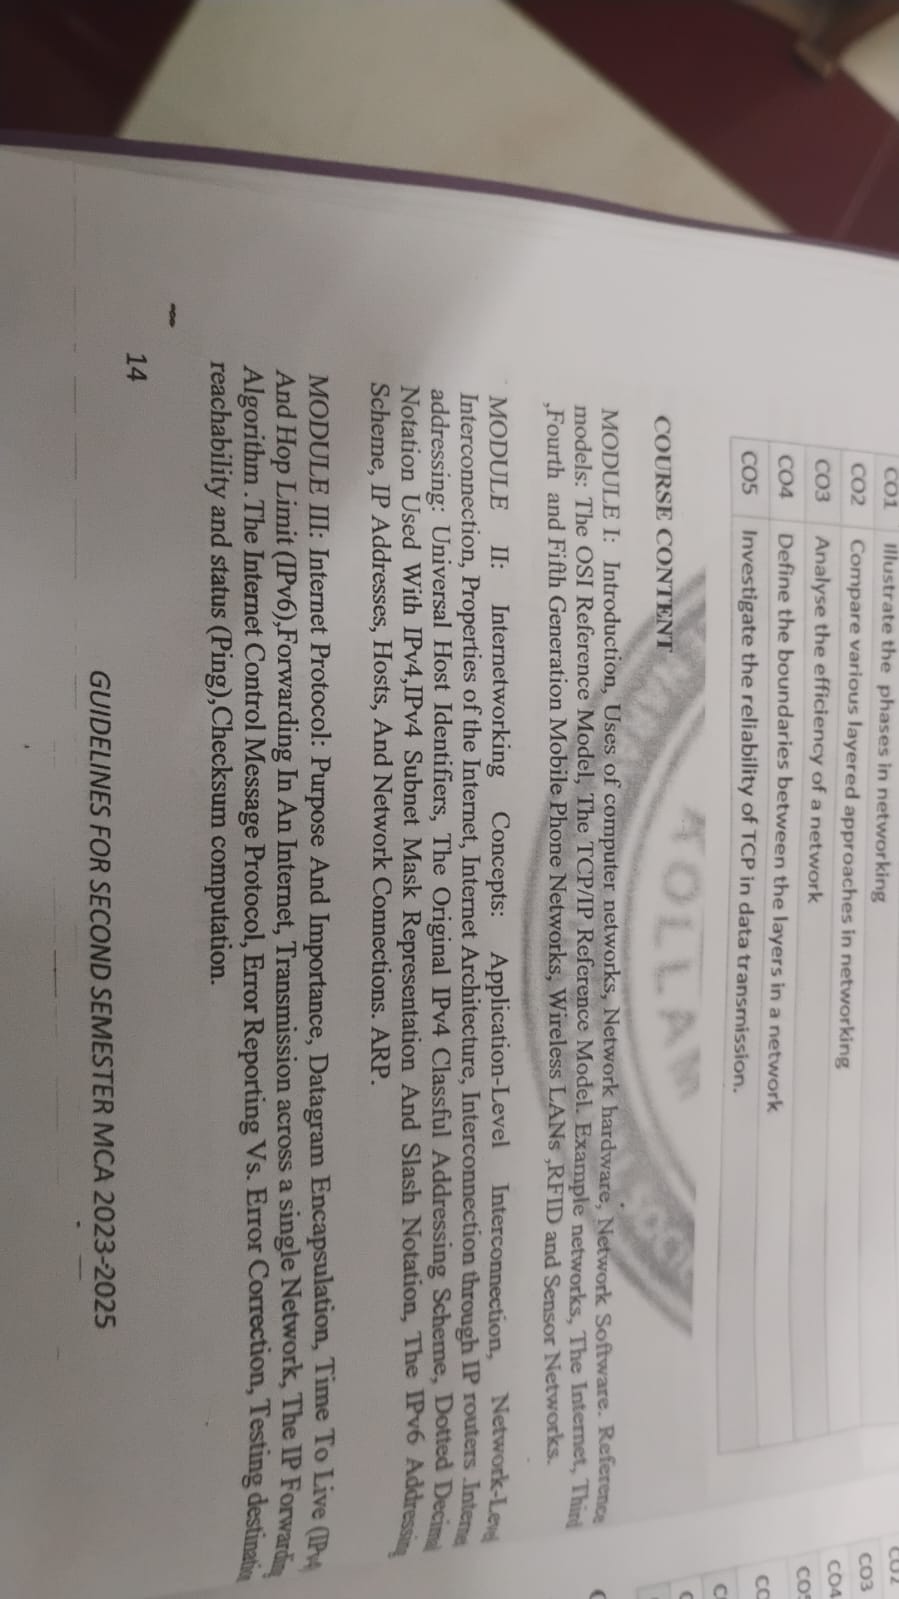 CO1 Illustrate the phases in networking
CO2 Compare various layered approaches in networking
CO3 Analyse the efficiency of a network
CO4 Define the boundaries between the layers in a network
CO5 Investigate the reliability of TCP in data transmission.
KOLLAM
COURSE CONTENT
MODULE I: Introduction, Uses of computer networks, Network hardware, Network Software. Reference
models: The OSI Reference Model, The TCP/IP Reference Model. Example networks, The Internet, Third
,Fourth and Fifth Generation Mobile Phone Networks, Wireless LANs ,RFID and Sensor Networks.
MODULE II: Internetworking Concepts: Application-Level Interconnection, Network-Level
Interconnection, Properties of the Internet, Internet Architecture, Interconnection through IP routers .Internet
addressing: Universal Host Identifiers, The Original IPv4 Classful Addressing Scheme, Dotted Decimal
Notation Used With IPv4,IPv4 Subnet Mask Representation And Slash Notation, The IPv6 Addressing
Scheme, IP Addresses, Hosts, And Network Connections. ARP.
MODULE III: Internet Protocol: Purpose And Importance, Datagram Encapsulation, Time To Live (IPv4)
And Hop Limit (IPv6),Forwarding In An Internet, Transmission across a single Network, The IP Forwarding
Algorithm .The Internet Control Message Protocol, Error Reporting Vs. Error Correction, Testing destination
reachability and status (Ping),Checksum computation.
14
GUIDELINES FOR SECOND SEMESTER MCA 2023-2025
CO2
CO3
CO4